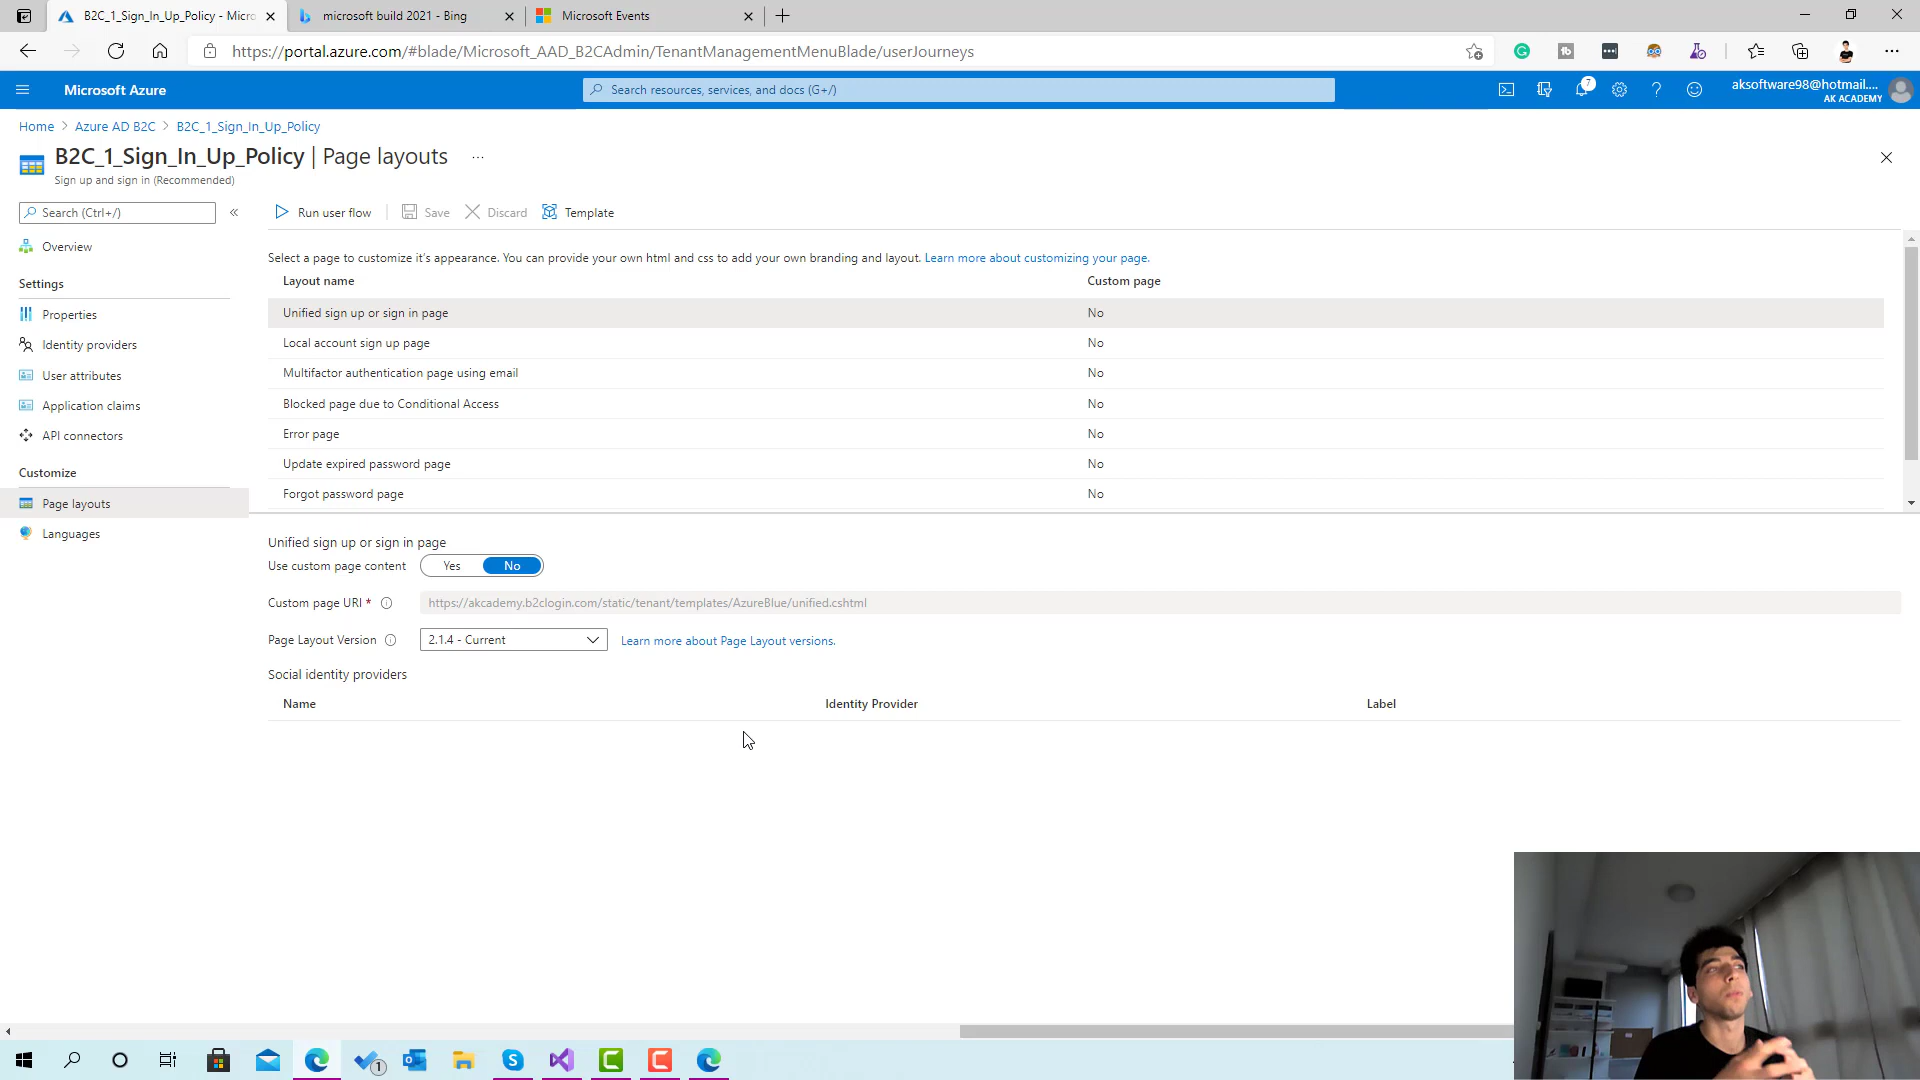 B2C_1_Sign_In_Up_Policy - Micro
microsoft build 2021 - Bing
Microsoft Events
https://portal.azure.com/#blade/Microsoft_AAD_B2CAdmin/TenantManagementMenuBlade/userJourneys
Microsoft Azure
Search resources, services, and docs (G+/)
7
aksoftware98@hotmail....
AK ACADEMY
Home > Azure AD B2C > B2C_1_Sign_In_Up_Policy
B2C_1_Sign_In_Up_Policy | Page layouts ...
Sign up and sign in (Recommended)
Search (Ctrl+/)
Run user flow
Save
Discard
Template
Overview
Settings
Properties
Identity providers
User attributes
Application claims
API connectors
Customize
Page layouts
Languages
Select a page to customize it's appearance. You can provide your own html and css to add your own branding and layout. Learn more about customizing your page.
Layout name Custom page
Unified sign up or sign in page No
Local account sign up page No
Multifactor authentication page using email No
Blocked page due to Conditional Access No
Error page No
Update expired password page No
Forgot password page No
Unified sign up or sign in page
Use custom page content Yes No
Custom page URI * https://akcademy.b2clogin.com/static/tenant/templates/AzureBlue/unified.cshtml
Page Layout Version 2.1.4 - Current Learn more about Page Layout versions.
Social identity providers
Name Identity Provider Label
1